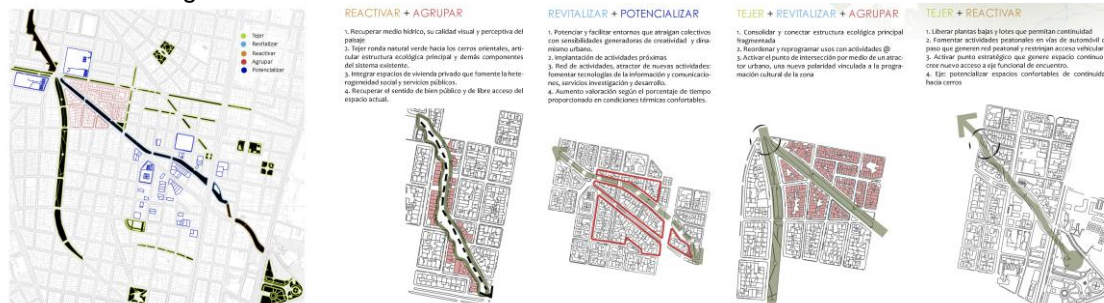 Tejer
Revitalizar
Reactivar
Agrupar
Potencializar
REACTIVAR + AGRUPAR
1. Recuperar medio hídrico, su calidad visual y perceptiva del
paisaje
2. Tejer ronda natural verde hacia los cerros orientales, arti-
cular estructura ecológica principal y demás componentes
del sistema existente.
3. Integrar espacios de vivienda privado que fomente la hete-
rogeneidad social y servicios públicos.
4. Recuperar el sentido de bien público y de libre acceso del
espacio actual.
REVITALIZAR + POTENCIALIZAR
1. Potenciar y facilitar entornos que atraigan colectivos
con sensibilidades generadoras de creatividad y dina-
mismo urbano.
2. Implantación de actividades próximas
3. Red de actividades, atractor de nuevas actividades:
fomentar tecnologías de la información y comunicacio-
nes, servicios investigación y desarrollo.
4. Aumento valoración según el porcentaje de tiempo
proporcionado en condiciones térmicas confortables.
TEJER + REVITALIZAR + AGRUPAR
1. Consolidar y conectar estructura ecológica principal
fragmentada
2. Reordenar y reprogramar usos con actividades @
3. Activar el punto de intersección por medio de un atrac-
tor urbano, una nueva polaridad vinculada a la progra-
mación cultural de la zona
TEJER + REACTIVAR
1. Liberar plantas bajas y lotes que permitan continuidad
2. Fomentar actividades peatonales en vías de automóvil d
paso que generen red peatonal y restrinjan acceso vehicular
3. Activar punto estratégico que genere espacio continuo
cree nuevo acceso a eje funcional de encuentro.
4. Eje: potencializar espacios confortables de continuida
hacia cerros